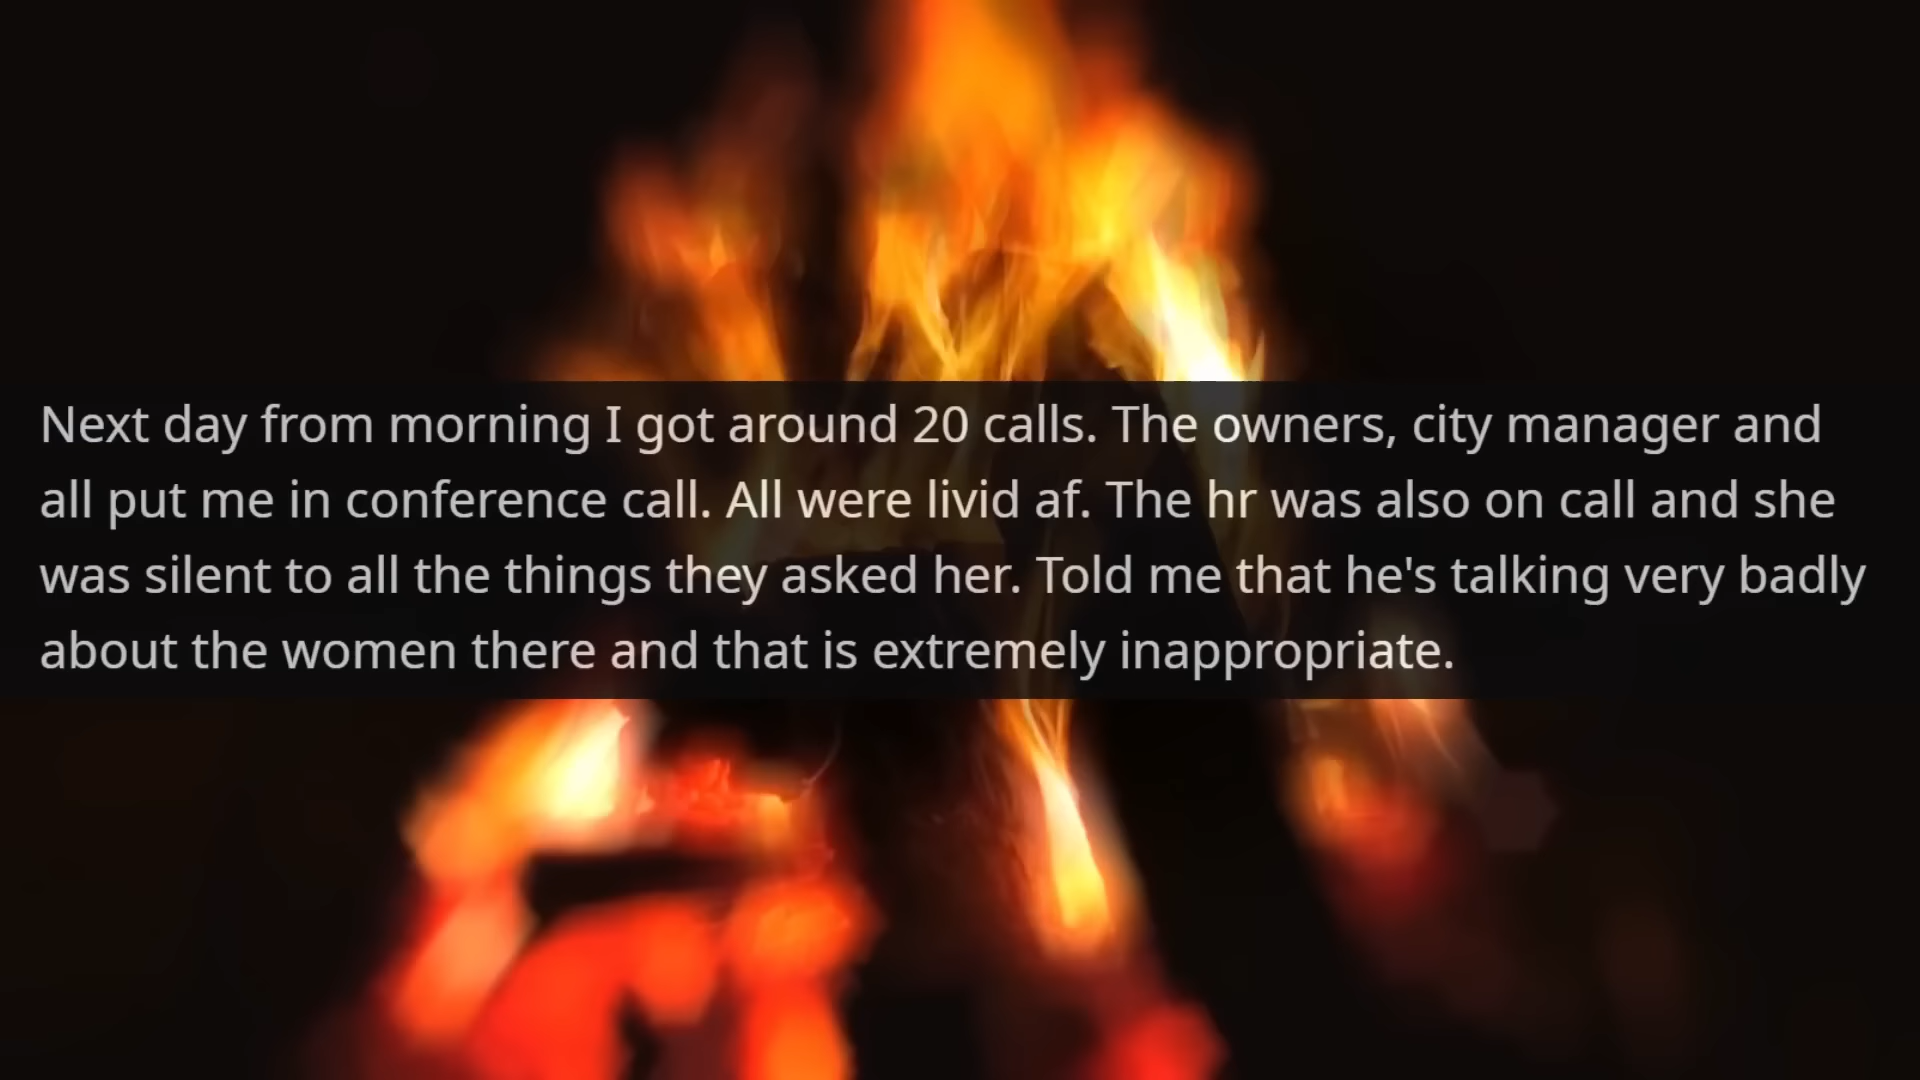 Next day from morning I got around 20 calls. The owners, city manager and
all put me in conference call. All were livid af. The hr was also on call and she
was silent to all the things they asked her. Told me that he's talking very badly
about the women there and that is extremely inappropriate.